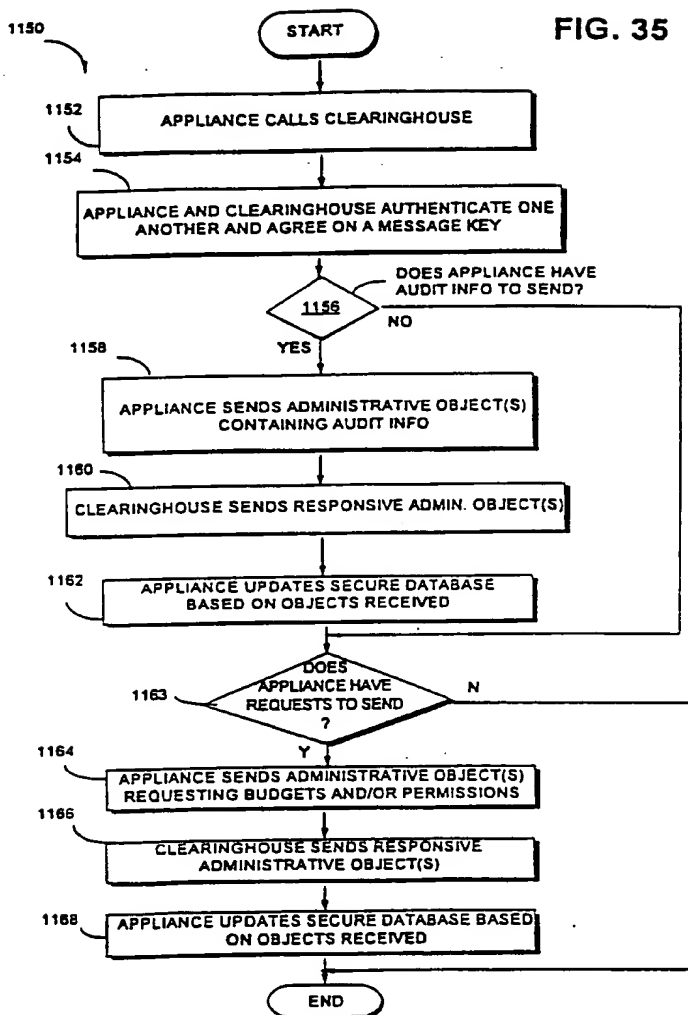 FIG. 35
1150
START
1152
APPLIANCE CALLS CLEARINGHOUSE
1154
APPLIANCE AND CLEARINGHOUSE AUTHENTICATE ONE
ANOTHER AND AGREE ON A MESSAGE KEY
DOES APPLIANCE HAVE
AUDIT INFO TO SEND?
1156
NO
YES
1158
APPLIANCE SENDS ADMINISTRATIVE OBJECT(S)
CONTAINING AUDIT INFO
1160
CLEARINGHOUSE SENDS RESPONSIVE ADMIN. OBJECT(S)
1162
APPLIANCE UPDATES SECURE DATABASE
BASED ON OBJECTS RECEIVED
DOES
APPLIANCE HAVE
REQUESTS TO SEND
?
1163
N
Y
1164
APPLIANCE SENDS ADMINISTRATIVE OBJECT(S)
REQUESTING BUDGETS AND/OR PERMISSIONS
1166
CLEARINGHOUSE SENDS RESPONSIVE
ADMINISTRATIVE OBJECT(S)
1168
APPLIANCE UPDATES SECURE DATABASE BASED
ON OBJECTS RECEIVED
END